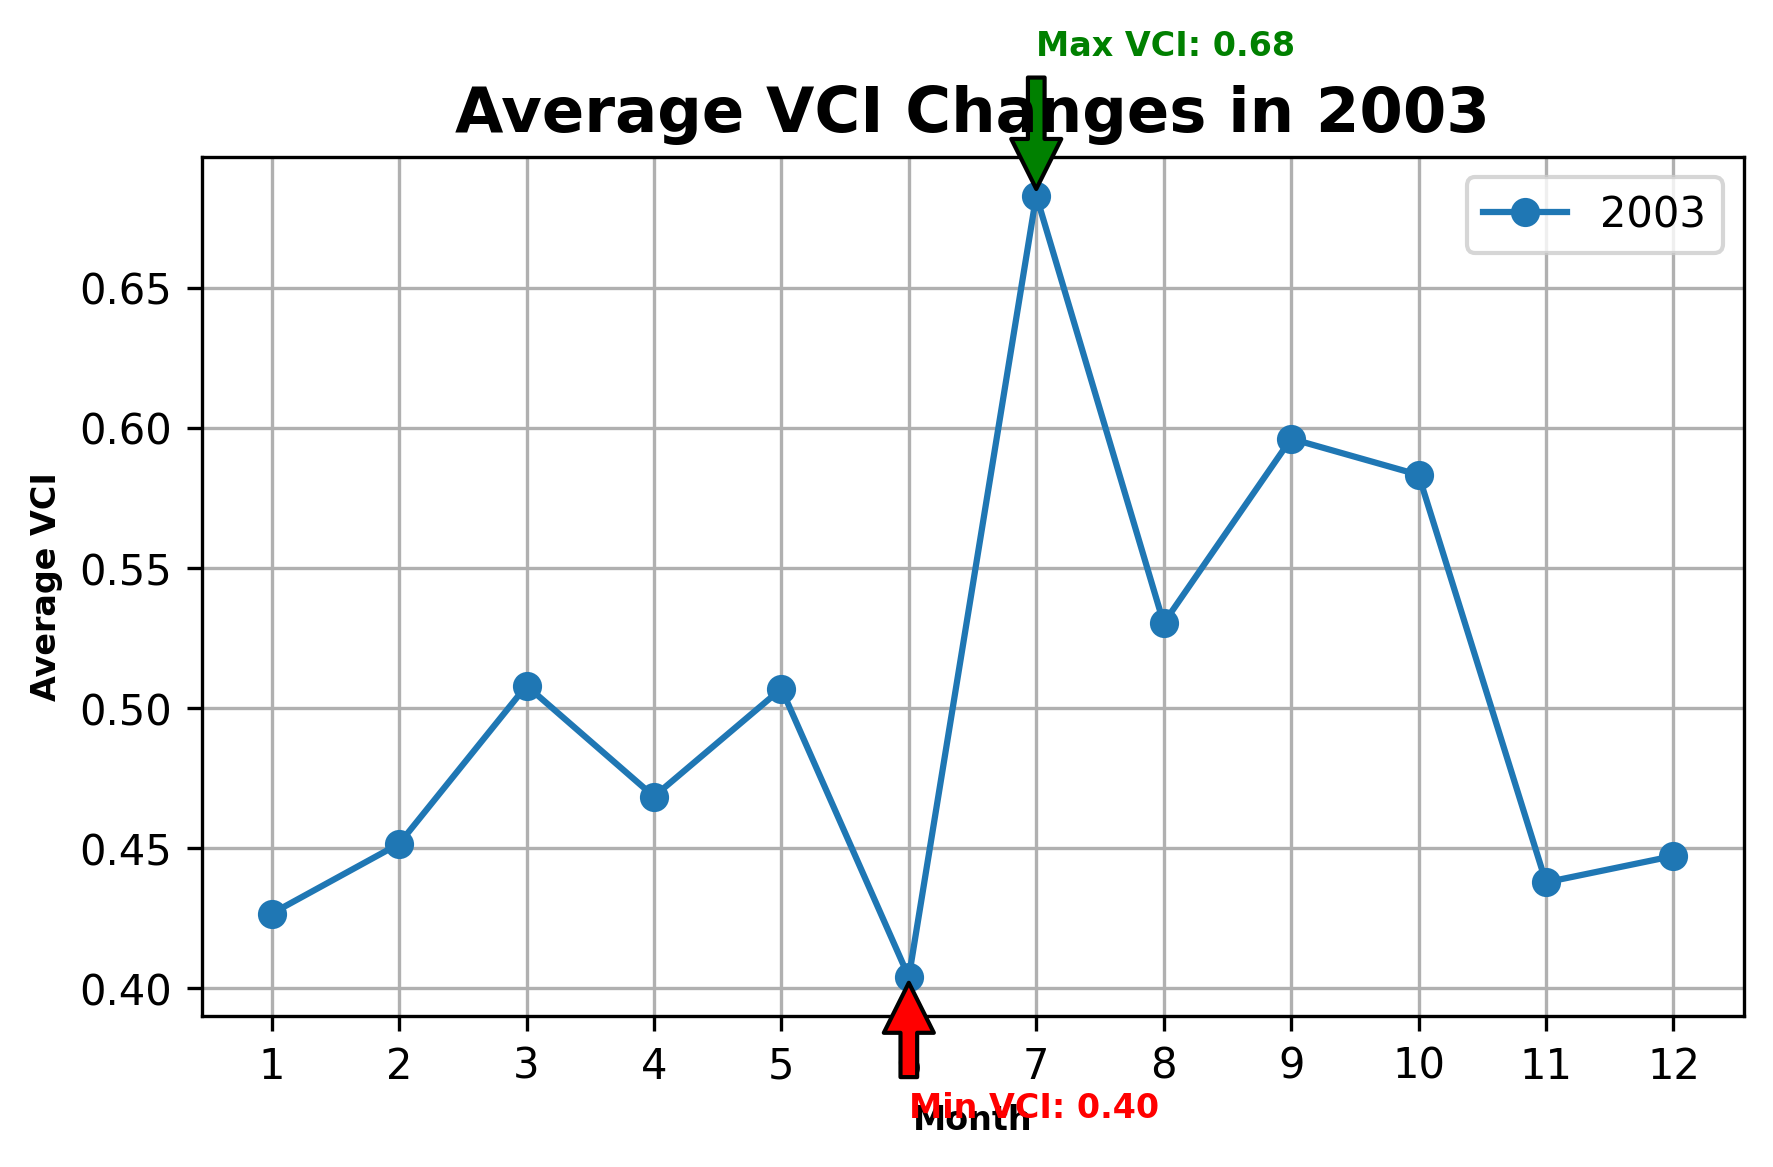 Max VCI: 0.68
Average VCI Changes in 2003
2003
Average VCI
0.65
0.60
0.55
0.50
0.45
0.40
1 2 3 4 5 7 8 9 10 11 12
Min VCI: 0.40
Month